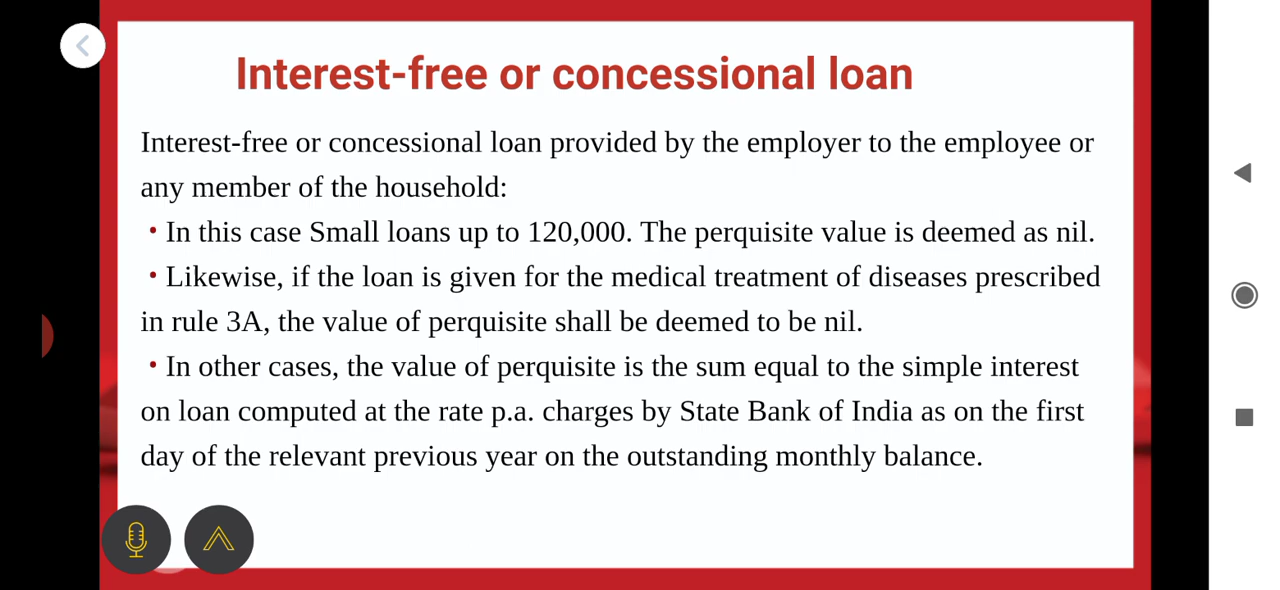 Interest-free or concessional loan
Interest-free or concessional loan provided by the employer to the employee or
any member of the household:
• In this case Small loans up to 120,000. The perquisite value is deemed as nil.
• Likewise, if the loan is given for the medical treatment of diseases prescribed
in rule 3A, the value of perquisite shall be deemed to be nil.
• In other cases, the value of perquisite is the sum equal to the simple interest
on loan computed at the rate p.a. charges by State Bank of India as on the first
day of the relevant previous year on the outstanding monthly balance.